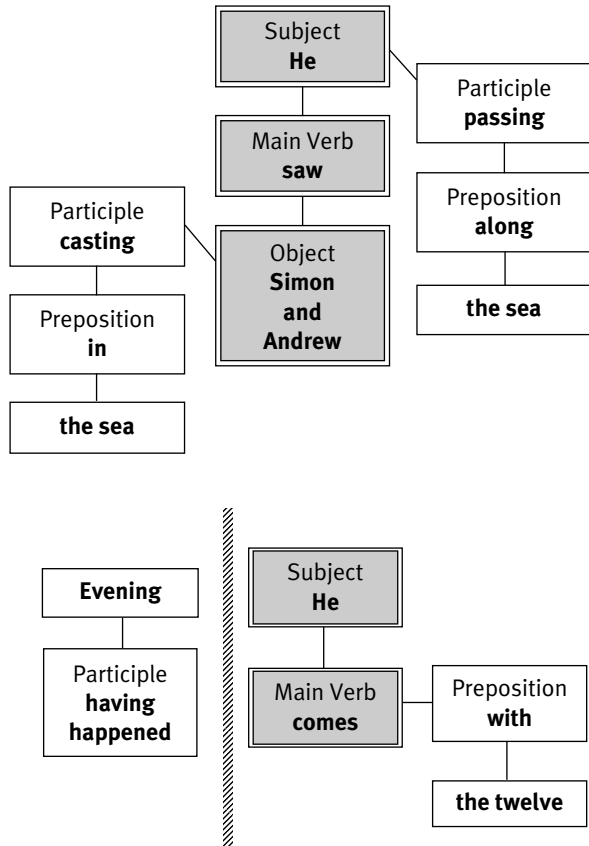 Subject
He
Participle
passing
Main Verb
saw
Preposition
along
Participle
casting
Object
Simon
and
Andrew
the sea
Preposition
in
the sea
Evening
Participle
having
happened
Subject
He
Main Verb
comes
Preposition
with
the twelve